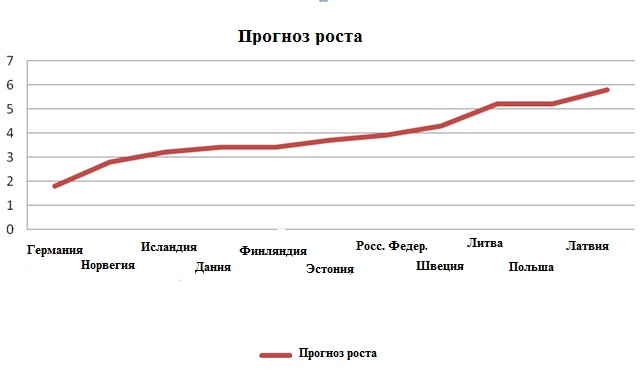 Прогноз роста
7
6
5
4
3
2
1
0
Германия
Норвегия
Исландия
Дания
Финляндия
Эстония
Росс. Федер.
Швеция
Литва
Польша
Латвия
Прогноз роста